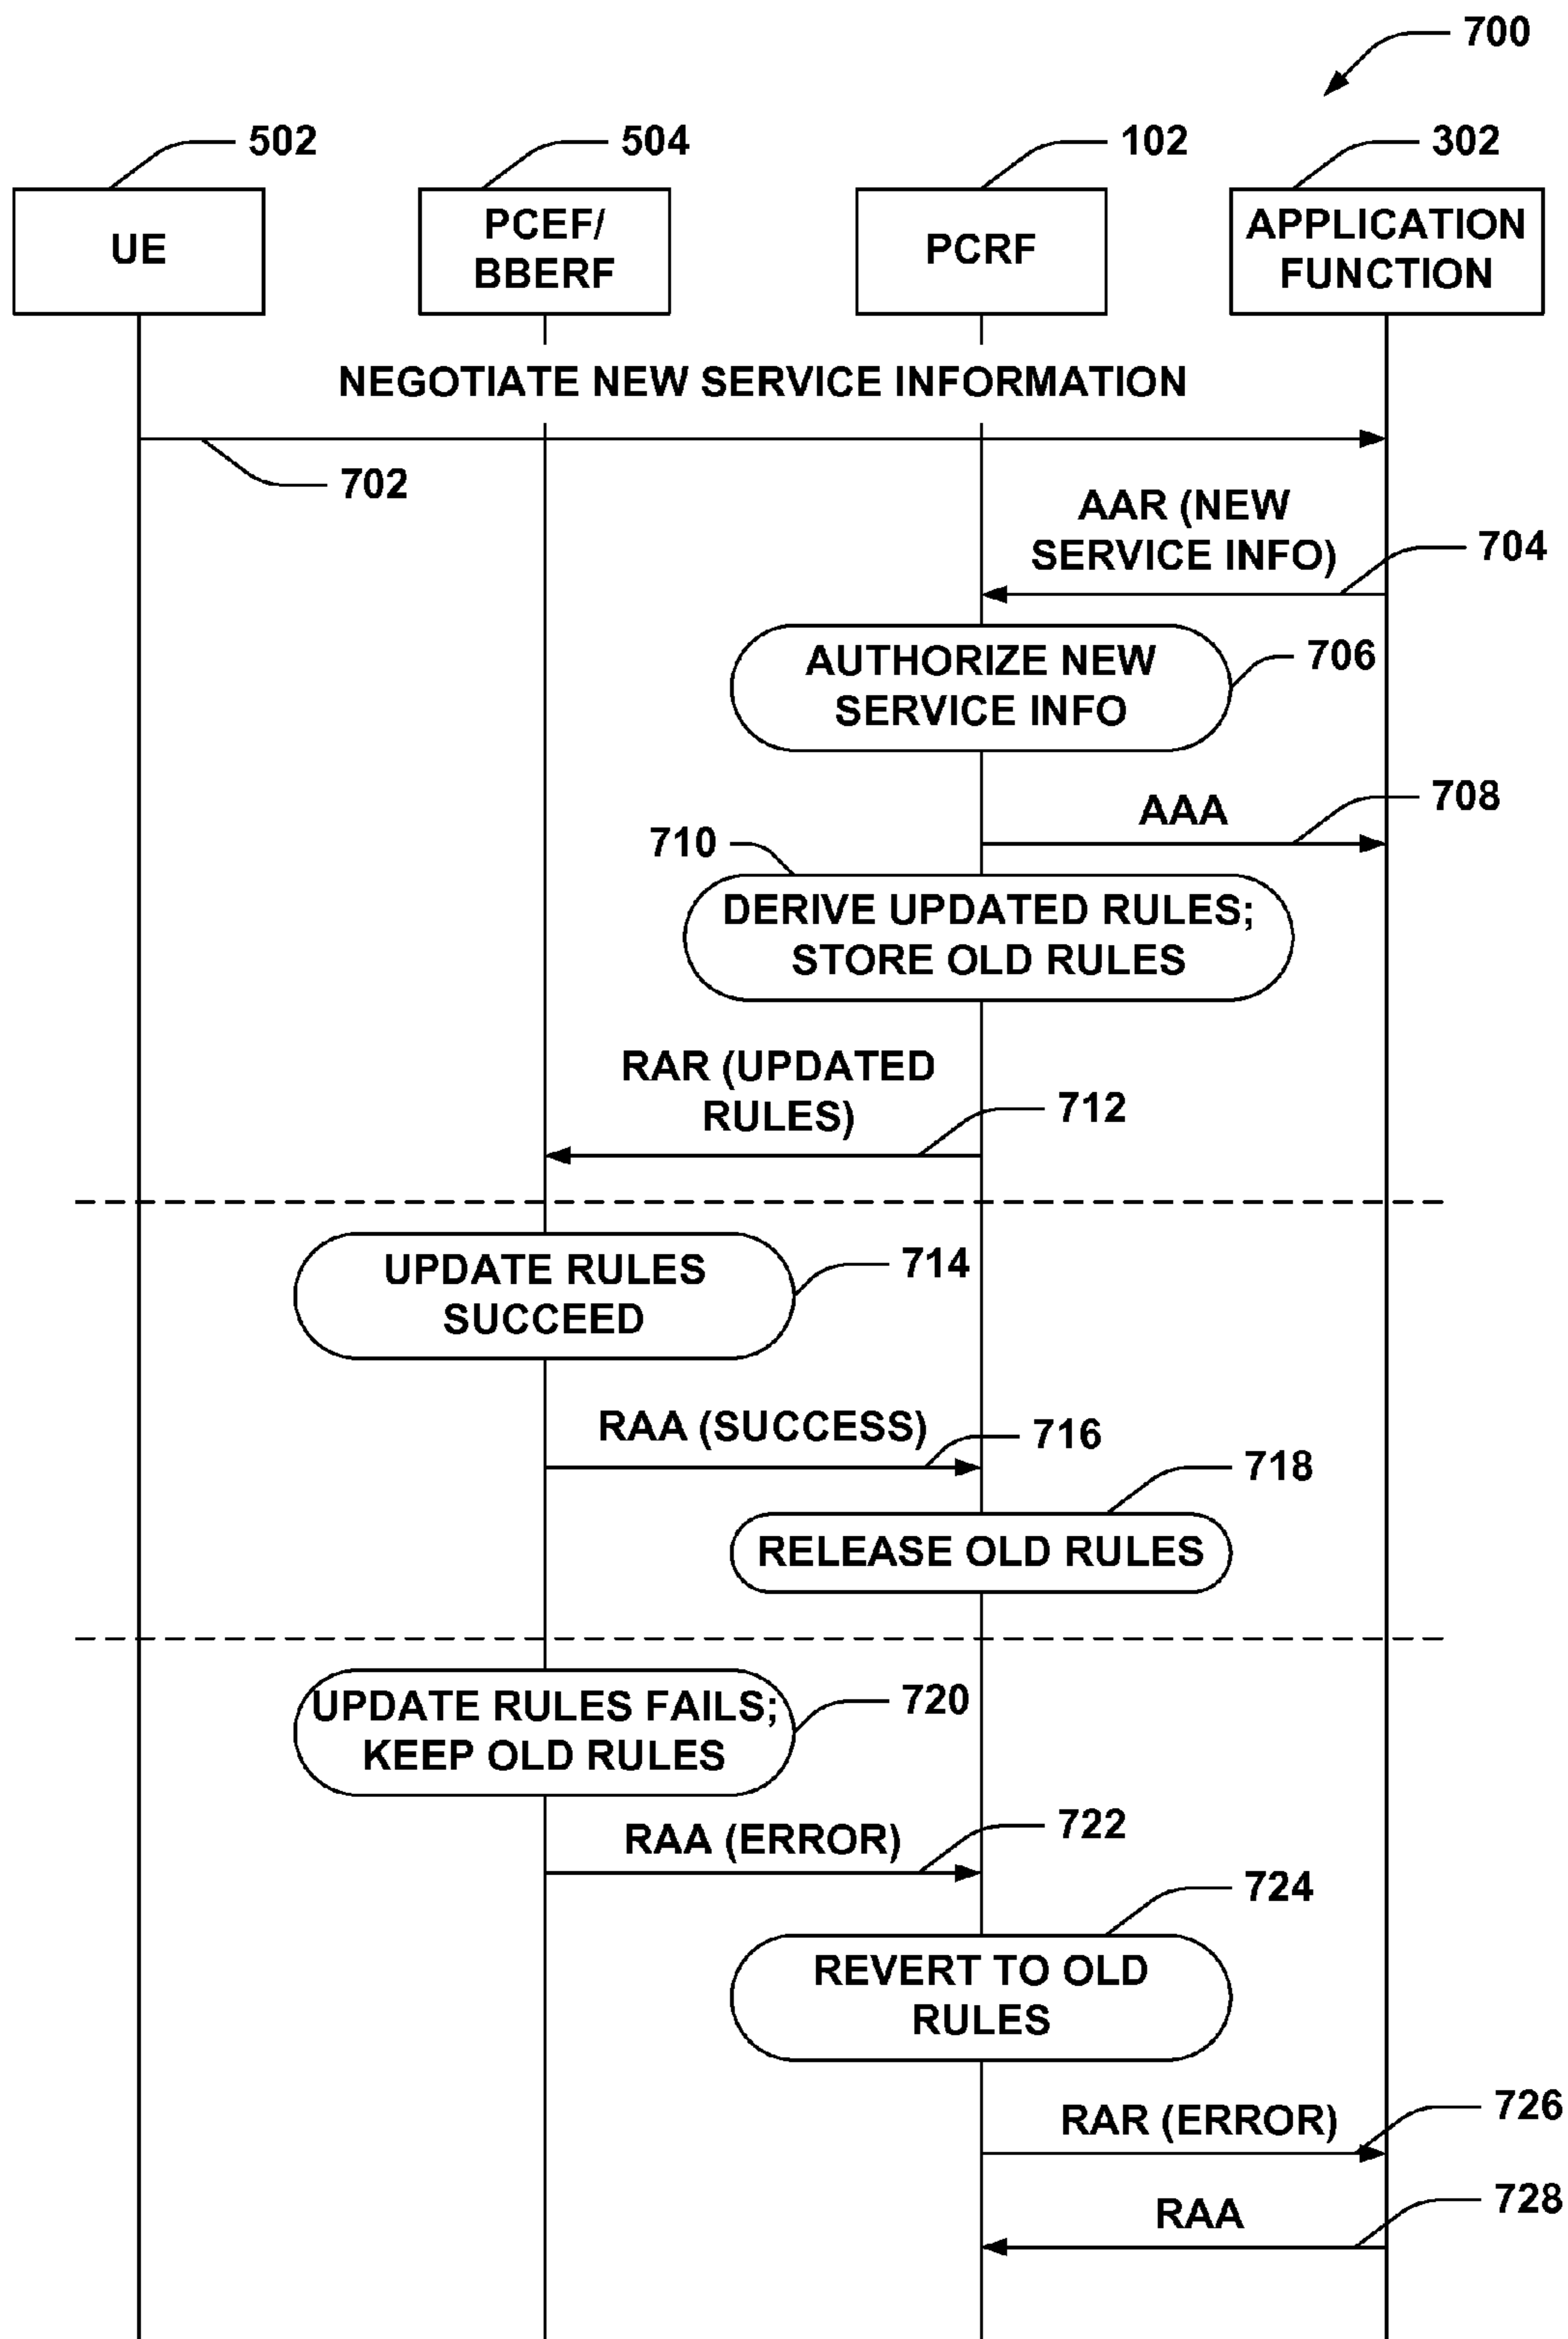 700
502
504
102
302
UE
PCEF/
BBERF
PCRF
APPLICATION
FUNCTION
NEGOTIATE NEW SERVICE INFORMATION
702
AAR (NEW
SERVICE INFO)
704
AUTHORIZE NEW
SERVICE INFO
706
AAA
708
710
DERIVE UPDATED RULES;
STORE OLD RULES
RAR (UPDATED
RULES)
712
UPDATE RULES
SUCCEED
714
RAA (SUCCESS)
716
718
RELEASE OLD RULES
UPDATE RULES FAILS;
KEEP OLD RULES
720
RAA (ERROR)
722
724
REVERT TO OLD
RULES
RAR (ERROR)
726
RAA
728